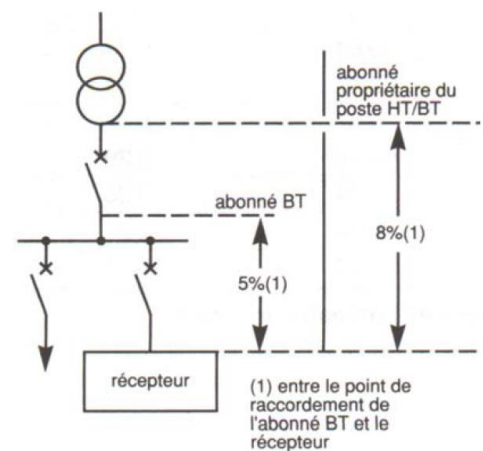 abonné
propriétaire du
poste HT/BT
abonné BT
8%(1)
5%(1)
récepteur
(1) entre le point de
raccordement de
l'abonné BT et le
récepteur